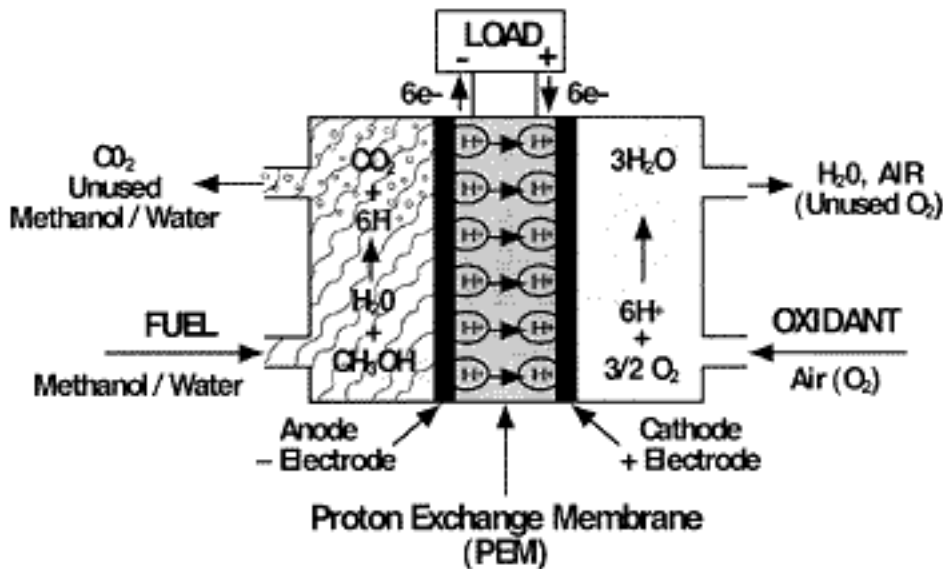 LOAD
- +
6e- 6e-
CO₂
Unused
Methanol / Water
CO₂
+
6H
H₂0
+
CH₃OH
H+ H+
H+ H+
H+ H+
H+ H+
H+ H+
H+ H+
3H₂O
6H+
+
3/2 O₂
H₂0, AIR
(Unused O₂)
FUEL
Methanol / Water
OXIDANT
Air (O₂)
Anode
– Electrode
Cathode
+ Electrode
Proton Exchange Membrane
(PEM)